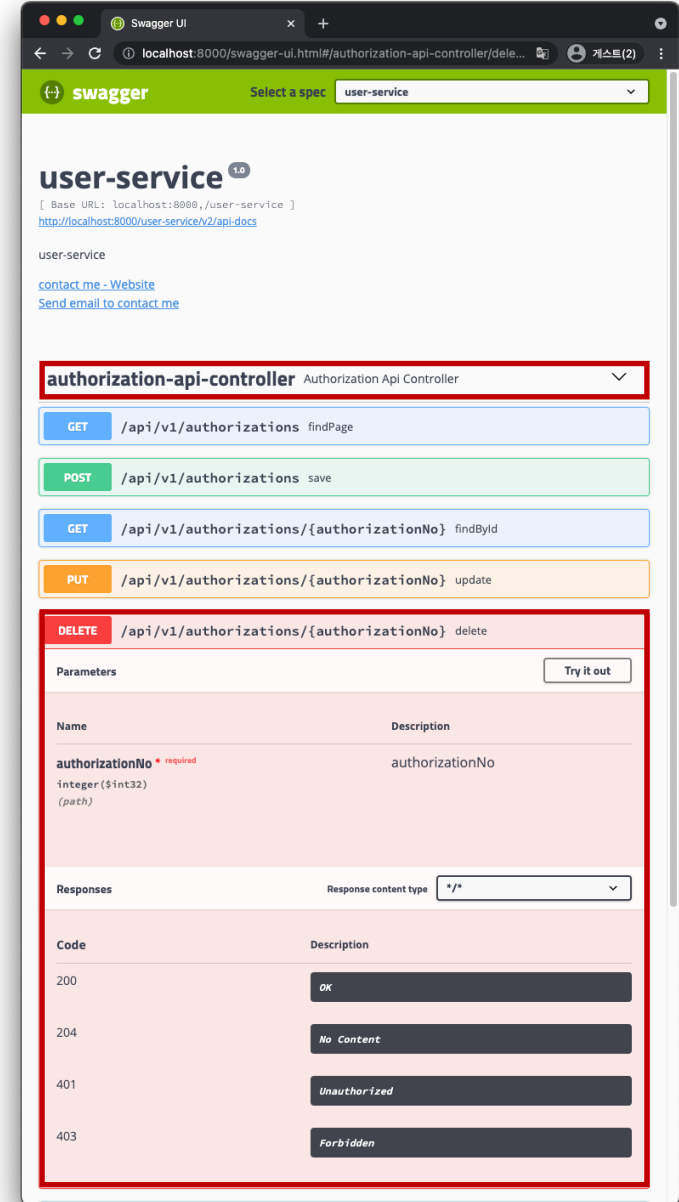 Swagger UI
localhost:8000/swagger-ui.html#/authorization-api-controller/dele...
게스트(2)
swagger
Select a spec
user-service
user-service 1.0
[ Base URL: localhost:8000,/user-service ]
http://localhost:8000/user-service/v2/api-docs
user-service
contact me - Website
Send email to contact me
authorization-api-controller Authorization Api Controller
GET /api/v1/authorizations findPage
POST /api/v1/authorizations save
GET /api/v1/authorizations/{authorizationNo} findById
PUT /api/v1/authorizations/{authorizationNo} update
DELETE /api/v1/authorizations/{authorizationNo} delete
Parameters Try it out
Name Description
authorizationNo * required authorizationNo
integer($int32)
(path)
Responses Response content type */*
Code Description
200 OK
204 No Content
401 Unauthorized
403 Forbidden